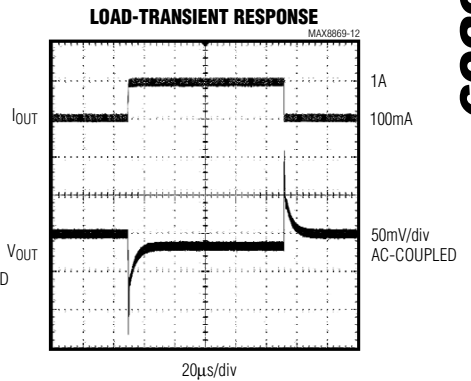 LOAD-TRANSIENT RESPONSE
MAX8869-12
1A
IOUT
100mA
50mV/div
VOUT
AC-COUPLED
D
20µs/div